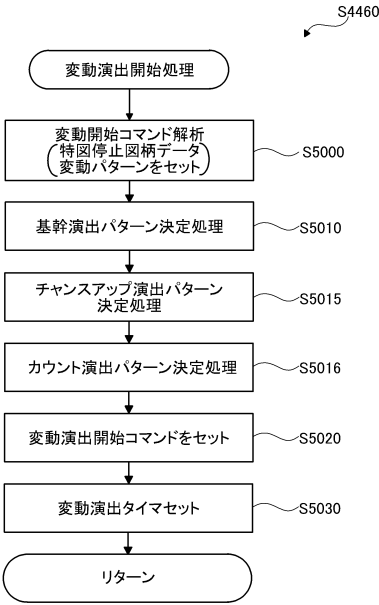 S4460
変動演出開始処理
変動開始コマンド解析
(特図停止図柄データ
変動パターンをセット)
S5000
基幹演出パターン決定処理
S5010
チャンスアップ演出パターン
決定処理
S5015
カウント演出パターン決定処理
S5016
変動演出開始コマンドをセット
S5020
変動演出タイマセット
S5030
リターン